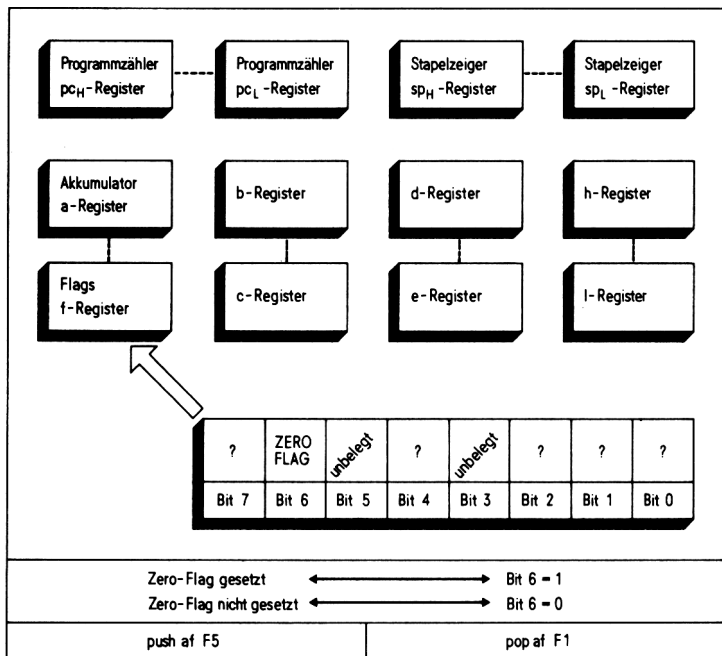 Programmzähler
pcH-Register
Programmzähler
pcL-Register
Stapelzeiger
spH-Register
Stapelzeiger
spL-Register
Akkumulator
a-Register
b-Register
d-Register
h-Register
Flags
f-Register
c-Register
e-Register
l-Register
? ZERO FLAG unbelegt ? unbelegt ? ? ?
Bit 7 Bit 6 Bit 5 Bit 4 Bit 3 Bit 2 Bit 1 Bit 0
Zero-Flag gesetzt Bit 6 = 1
Zero-Flag nicht gesetzt Bit 6 = 0
push af F5 pop af F1